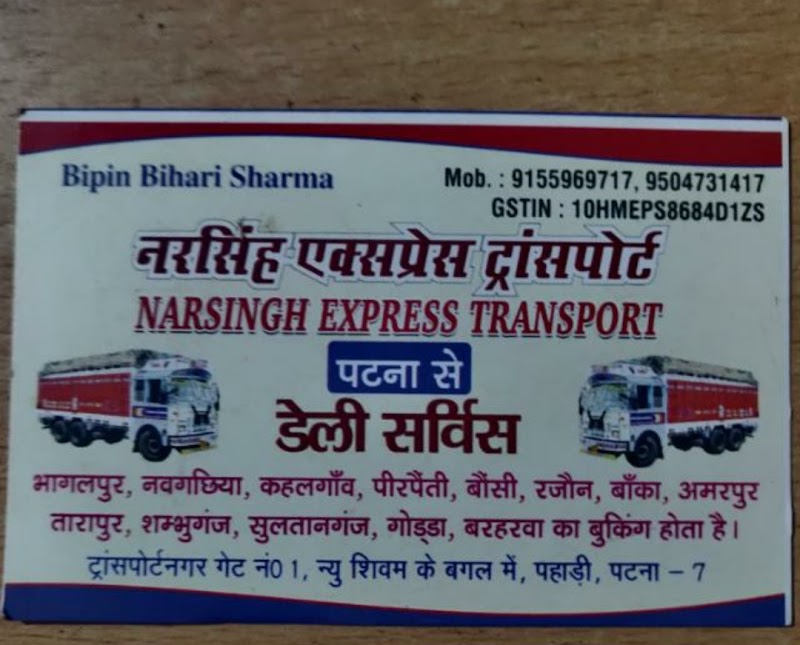 Bipin Bihari Sharma
Mob. : 9155969717, 9504731417
GSTIN : 10HMEPS8684D1ZS
नरसिंह एक्सप्रेस ट्रांसपोर्ट
NARSINGH EXPRESS TRANSPORT
पटना से
डेली सर्विस
भागलपुर, नवगछिया, कहलगाँव, पीरपैंती, बौंसी, रजौन, बाँका, अमरपुर
तारापुर, शम्भुगंज, सुलतानगंज, गोड्डा, बरहरवा का बुकिंग होता है।
ट्रांसपोर्टनगर गेट नं0 1, न्यु शिवम के बगल में, पहाड़ी, पटना – 7